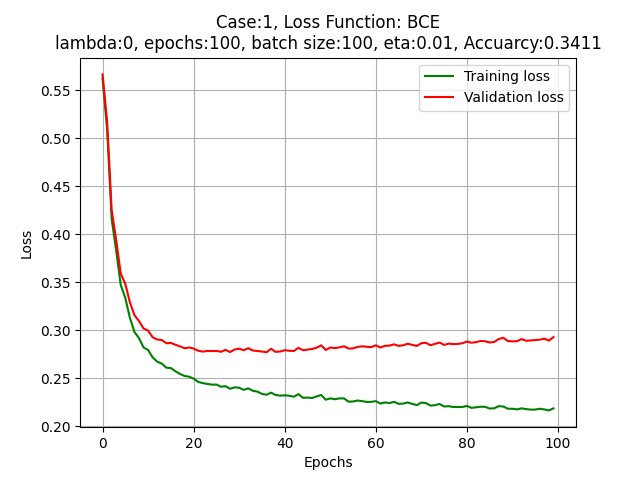 Case:1, Loss Function: BCE
lambda:0, epochs:100, batch size:100, eta:0.01, Accuarcy:0.3411
Training loss
Validation loss
0.55
0.50
0.45
0.40
0.35
0.30
0.25
0.20
Loss
0 20 40 60 80 100
Epochs